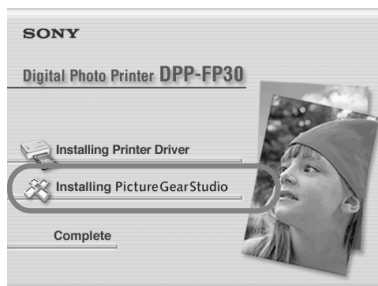 SONY
Digital Photo Printer DPP-FP30
Installing Printer Driver
Installing PictureGearStudio
Complete